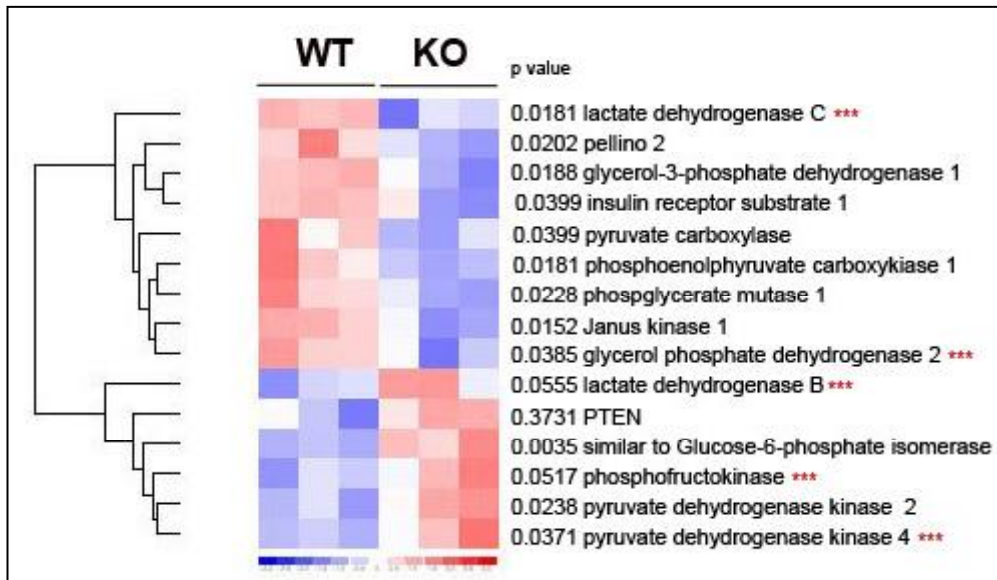 WT KO
p value
0.0181 lactate dehydrogenase C ***
0.0202 pellino 2
0.0188 glycerol-3-phosphate dehydrogenase 1
0.0399 insulin receptor substrate 1
0.0399 pyruvate carboxylase
0.0181 phosphoenolphyruvate carboxykiase 1
0.0228 phospglycerate mutase 1
0.0152 Janus kinase 1
0.0385 glycerol phosphate dehydrogenase 2 ***
0.0555 lactate dehydrogenase B ***
0.3731 PTEN
0.0035 similar to Glucose-6-phosphate isomerase
0.0517 phosphofructokinase ***
0.0238 pyruvate dehydrogenase kinase 2
0.0371 pyruvate dehydrogenase kinase 4 ***